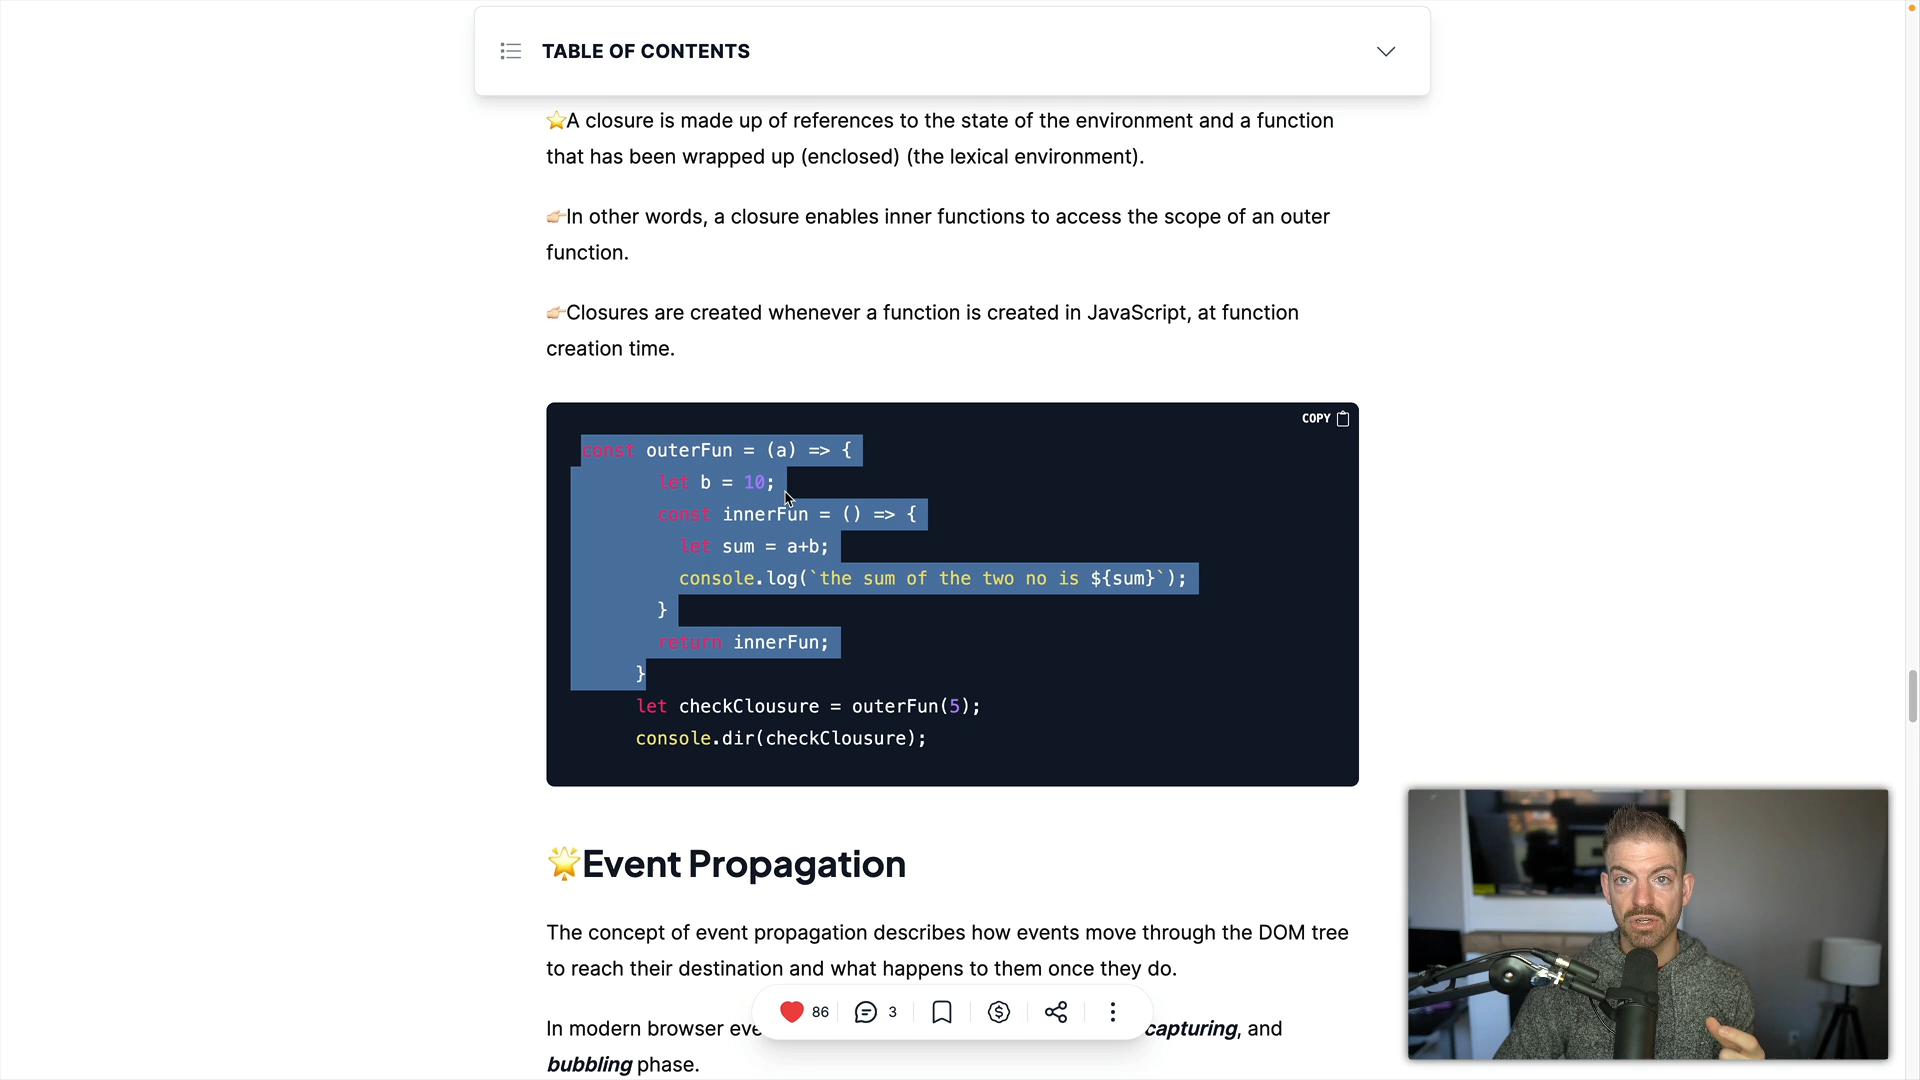 TABLE OF CONTENTS
⭐A closure is made up of references to the state of the environment and a function
that has been wrapped up (enclosed) (the lexical environment).
👉🏻In other words, a closure enables inner functions to access the scope of an outer
function.
👉🏻Closures are created whenever a function is created in JavaScript, at function
creation time.
COPY
const outerFun = (a) => {
let b = 10;
const innerFun = () => {
let sum = a+b;
console.log(`the sum of the two no is ${sum}`);
}
return innerFun;
}
let checkClousure = outerFun(5);
console.dir(checkClousure);
🌟Event Propagation
The concept of event propagation describes how events move through the DOM tree
to reach their destination and what happens to them once they do.
86 3
In modern browser capturing, and
bubbling phase.